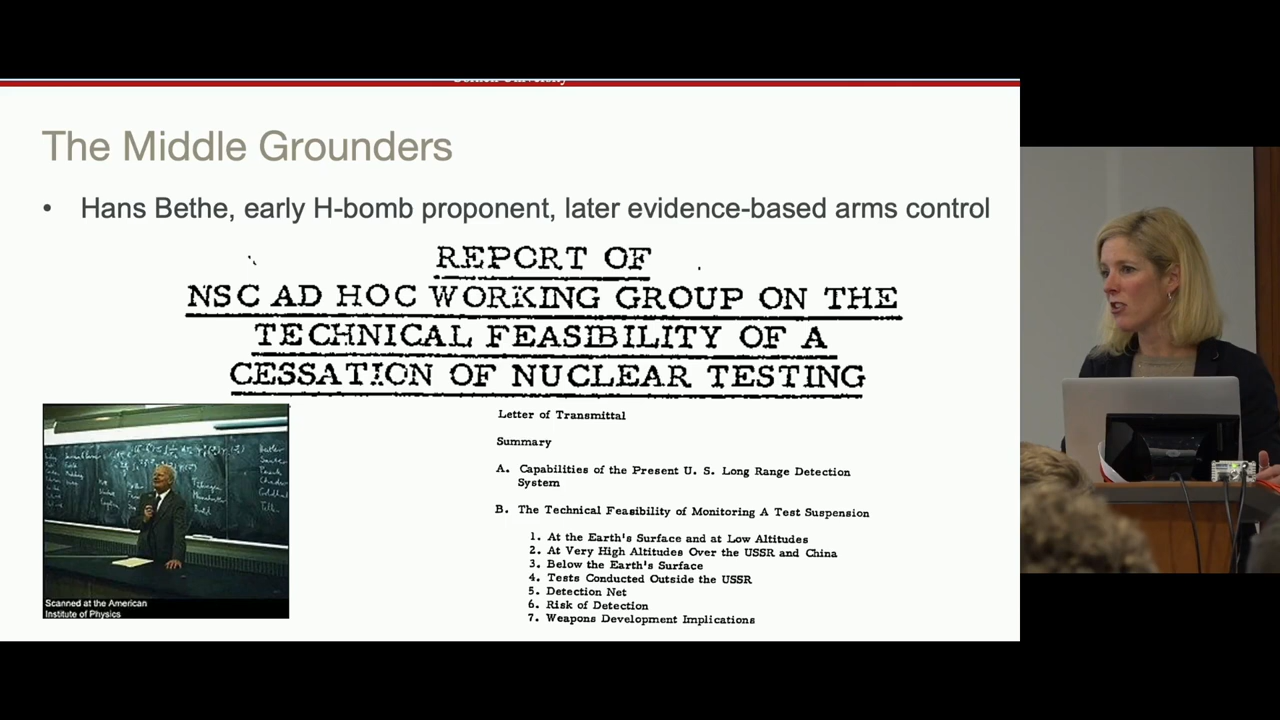 The Middle Grounders
• Hans Bethe, early H-bomb proponent, later evidence-based arms control
REPORT OF
NSC AD HOC WORKING GROUP ON THE
TECHNICAL FEASIBILITY OF A
CESSATION OF NUCLEAR TESTING
Letter of Transmittal
Summary
A. Capabilities of the Present U. S. Long Range Detection
System
B. The Technical Feasibility of Monitoring A Test Suspension
1. At the Earth's Surface and at Low Altitudes
2. At Very High Altitudes Over the USSR and China
3. Below the Earth's Surface
4. Tests Conducted Outside the USSR
5. Detection Net
6. Risk of Detection
7. Weapons Development Implications
Scanned at the American
Institute of Physics